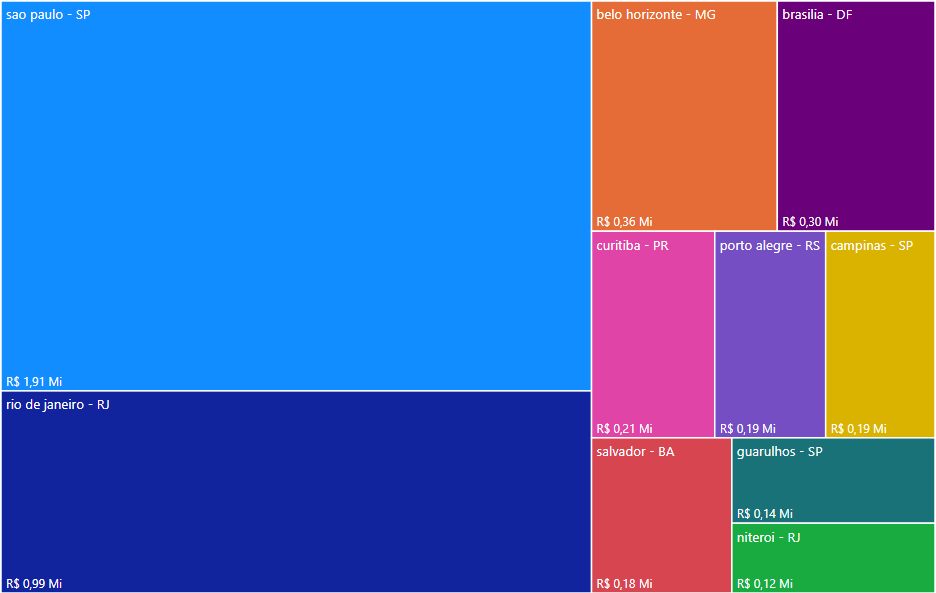 sao paulo - SP
R$ 1,91 Mi
rio de janeiro - RJ
R$ 0,99 Mi
belo horizonte - MG
R$ 0,36 Mi
brasilia - DF
R$ 0,30 Mi
curitiba - PR
R$ 0,21 Mi
porto alegre - RS
R$ 0,19 Mi
campinas - SP
R$ 0,19 Mi
salvador - BA
R$ 0,18 Mi
guarulhos - SP
R$ 0,14 Mi
niteroi - RJ
R$ 0,12 Mi